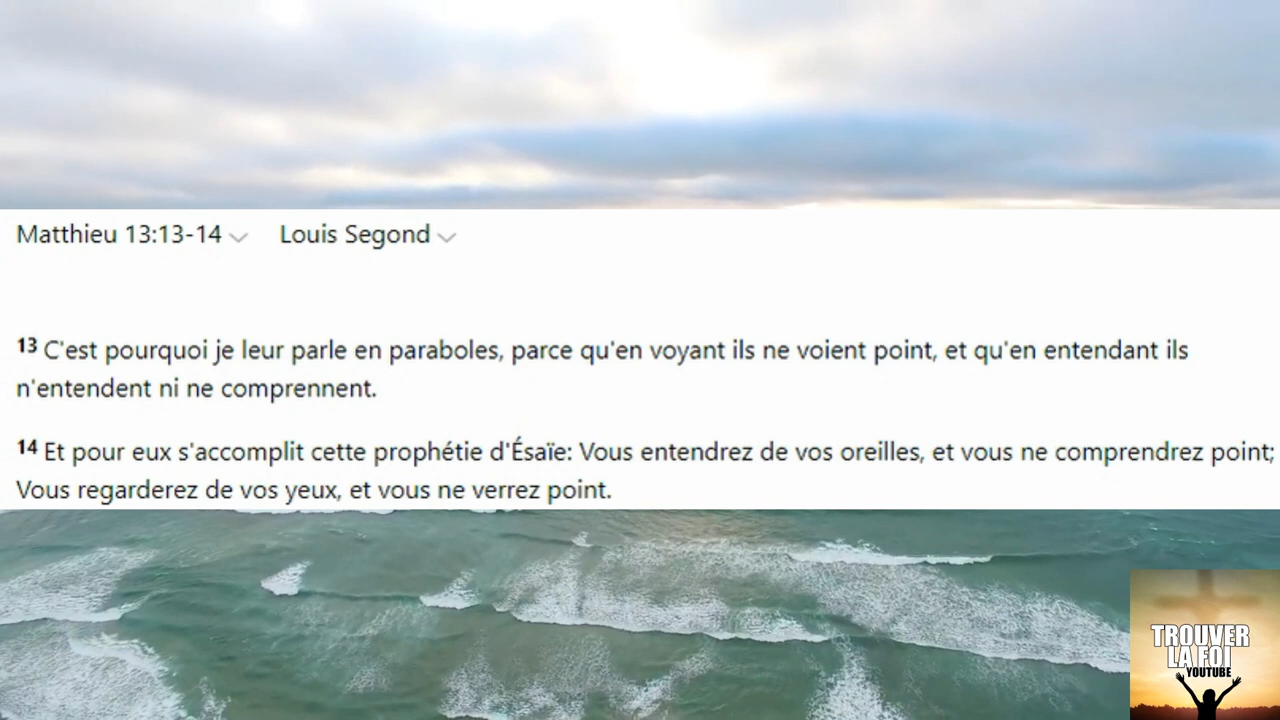 Matthieu 13:13-14 Louis Segond
13 C'est pourquoi je leur parle en paraboles, parce qu'en voyant ils ne voient point, et qu'en entendant ils
n'entendent ni ne comprennent.
14 Et pour eux s'accomplit cette prophétie d'Ésaïe: Vous entendrez de vos oreilles, et vous ne comprendrez point;
Vous regarderez de vos yeux, et vous ne verrez point.
TROUVER
LA FOI
YOUTUBE